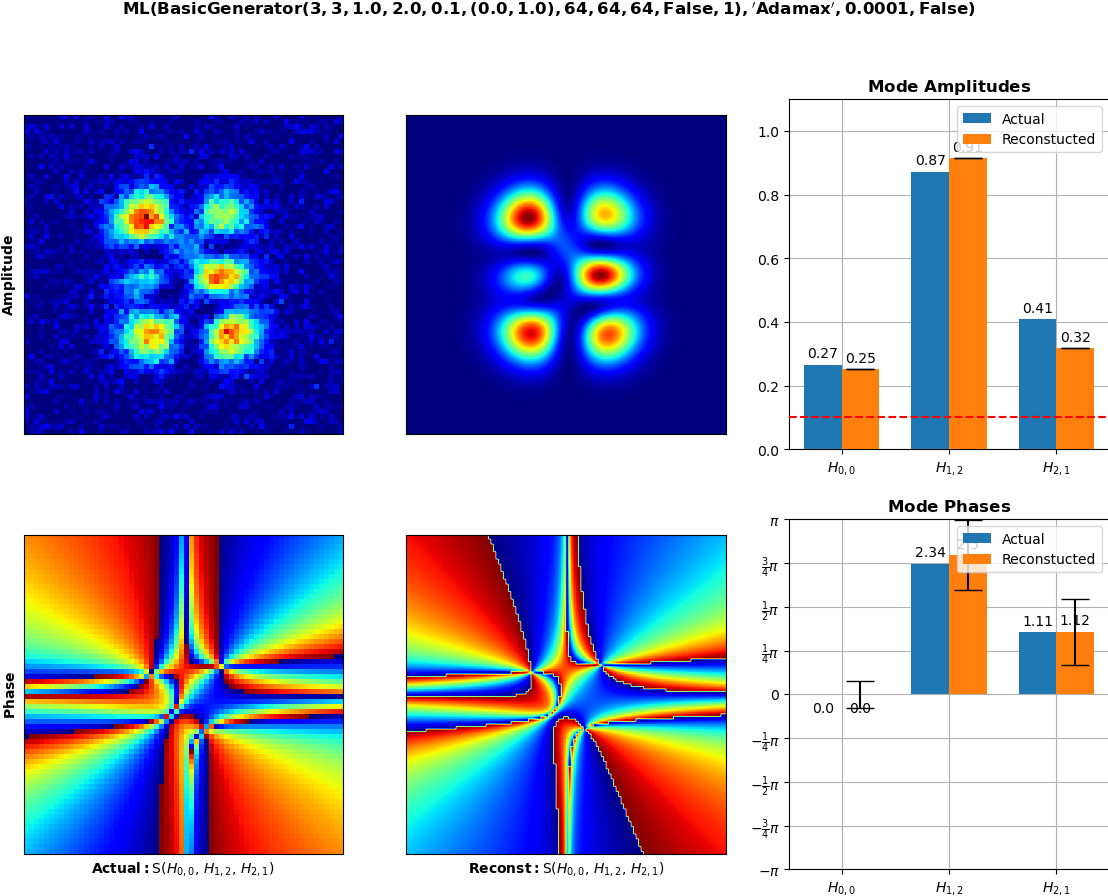 ML(BasicGenerator(3, 3, 1.0, 2.0, 0.1, (0.0, 1.0), 64, 64, 64, False, 1), ′Adamax′, 0.0001, False)
Mode Amplitudes
Actual
Reconstucted
Amplitude
1.0
0.8
0.6
0.4
0.2
0.0
0.27
0.25
0.87
0.91
0.41
0.32
H0,0
H1,2
H2,1
Mode Phases
Actual
Reconstucted
Phase
π
3/4π
1/2π
1/4π
0
−1/4π
−1/2π
−3/4π
−π
0.0
-0.0
2.34
1.11
1.12
H0,0
H1,2
H2,1
Actual: S(H0,0, H1,2, H2,1)
Reconst: S(H0,0, H1,2, H2,1)